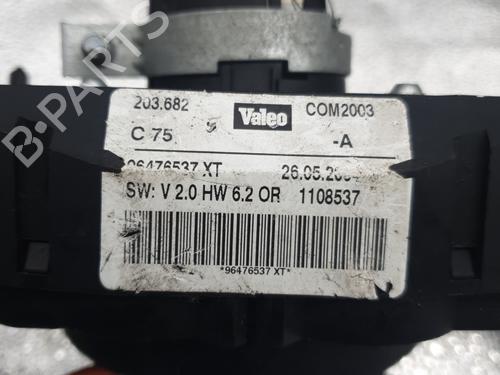 203.682 Valeo COM2003
C 75 -A
96476537 XT
SW: V 2.0 HW 6.2 OR 1108537
*96476537 XT*
B-PARTS